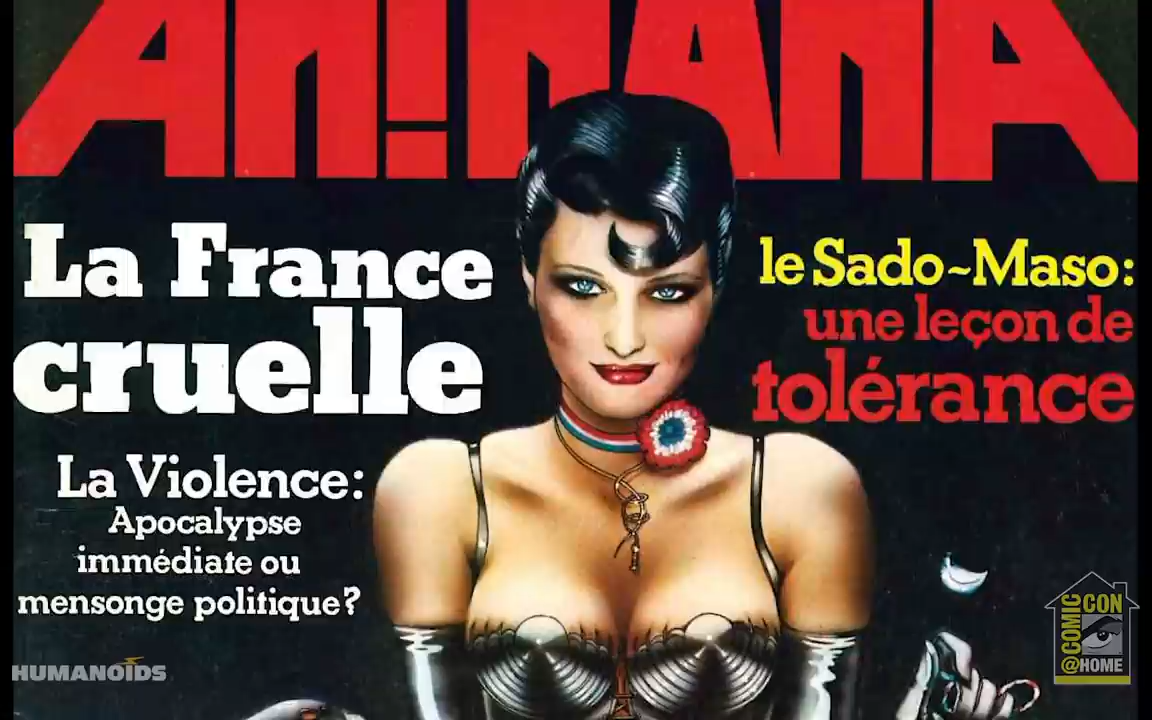 AH!NANA
La France
cruelle
La Violence:
Apocalypse
immédiate ou
mensonge politique?
le Sado~Maso:
une leçon de
tolérance
HUMANOIDS
COMIC
CON
@HOME